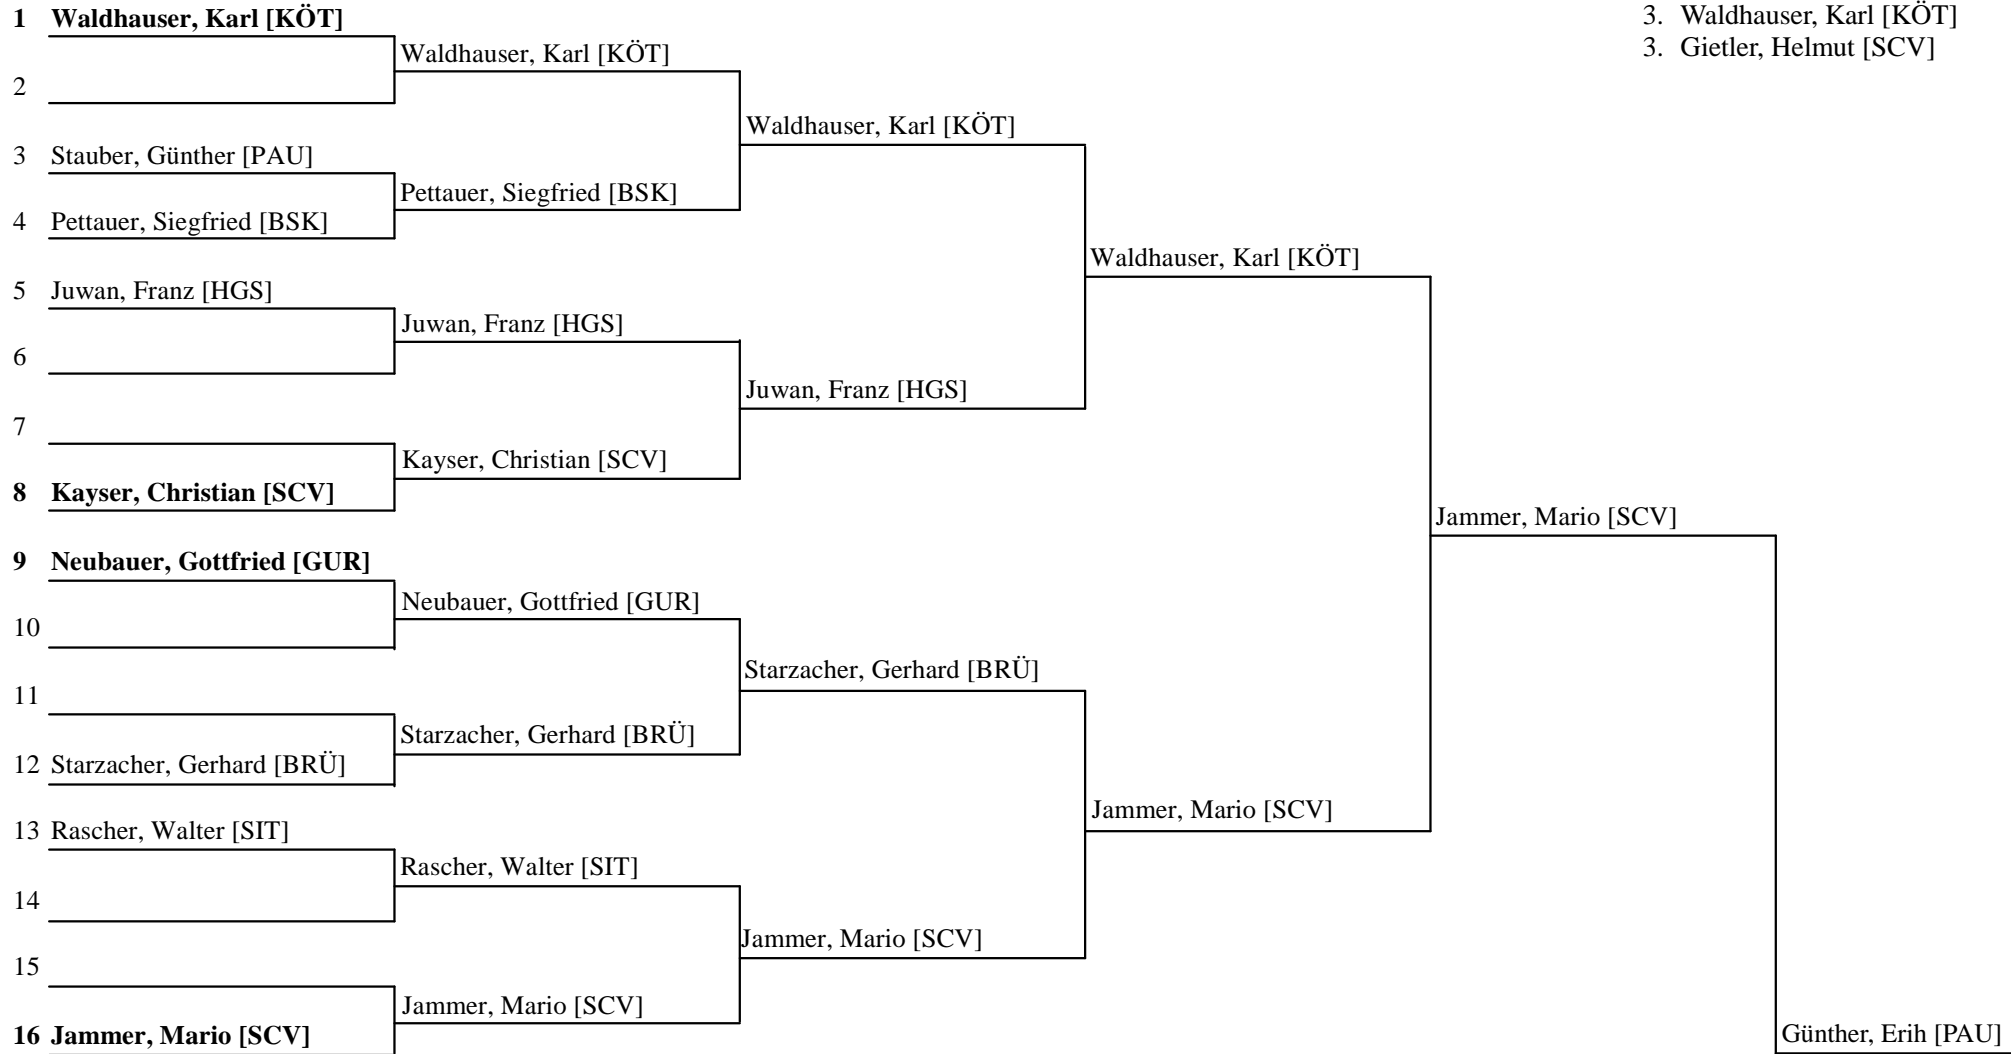 1 Waldhauser, Karl [KÖT]
3. Waldhauser, Karl [KÖT]
3. Gietler, Helmut [SCV]
Waldhauser, Karl [KÖT]
2
Waldhauser, Karl [KÖT]
3 Stauber, Günther [PAU]
Pettauer, Siegfried [BSK]
4 Pettauer, Siegfried [BSK]
Waldhauser, Karl [KÖT]
5 Juwan, Franz [HGS]
Juwan, Franz [HGS]
6
Juwan, Franz [HGS]
7
Kayser, Christian [SCV]
8 Kayser, Christian [SCV]
Jammer, Mario [SCV]
9 Neubauer, Gottfried [GUR]
Neubauer, Gottfried [GUR]
10
Starzacher, Gerhard [BRÜ]
11
Starzacher, Gerhard [BRÜ]
12 Starzacher, Gerhard [BRÜ]
Jammer, Mario [SCV]
13 Rascher, Walter [SIT]
Rascher, Walter [SIT]
14
Jammer, Mario [SCV]
15
Jammer, Mario [SCV]
16 Jammer, Mario [SCV]
Günther, Erih [PAU]